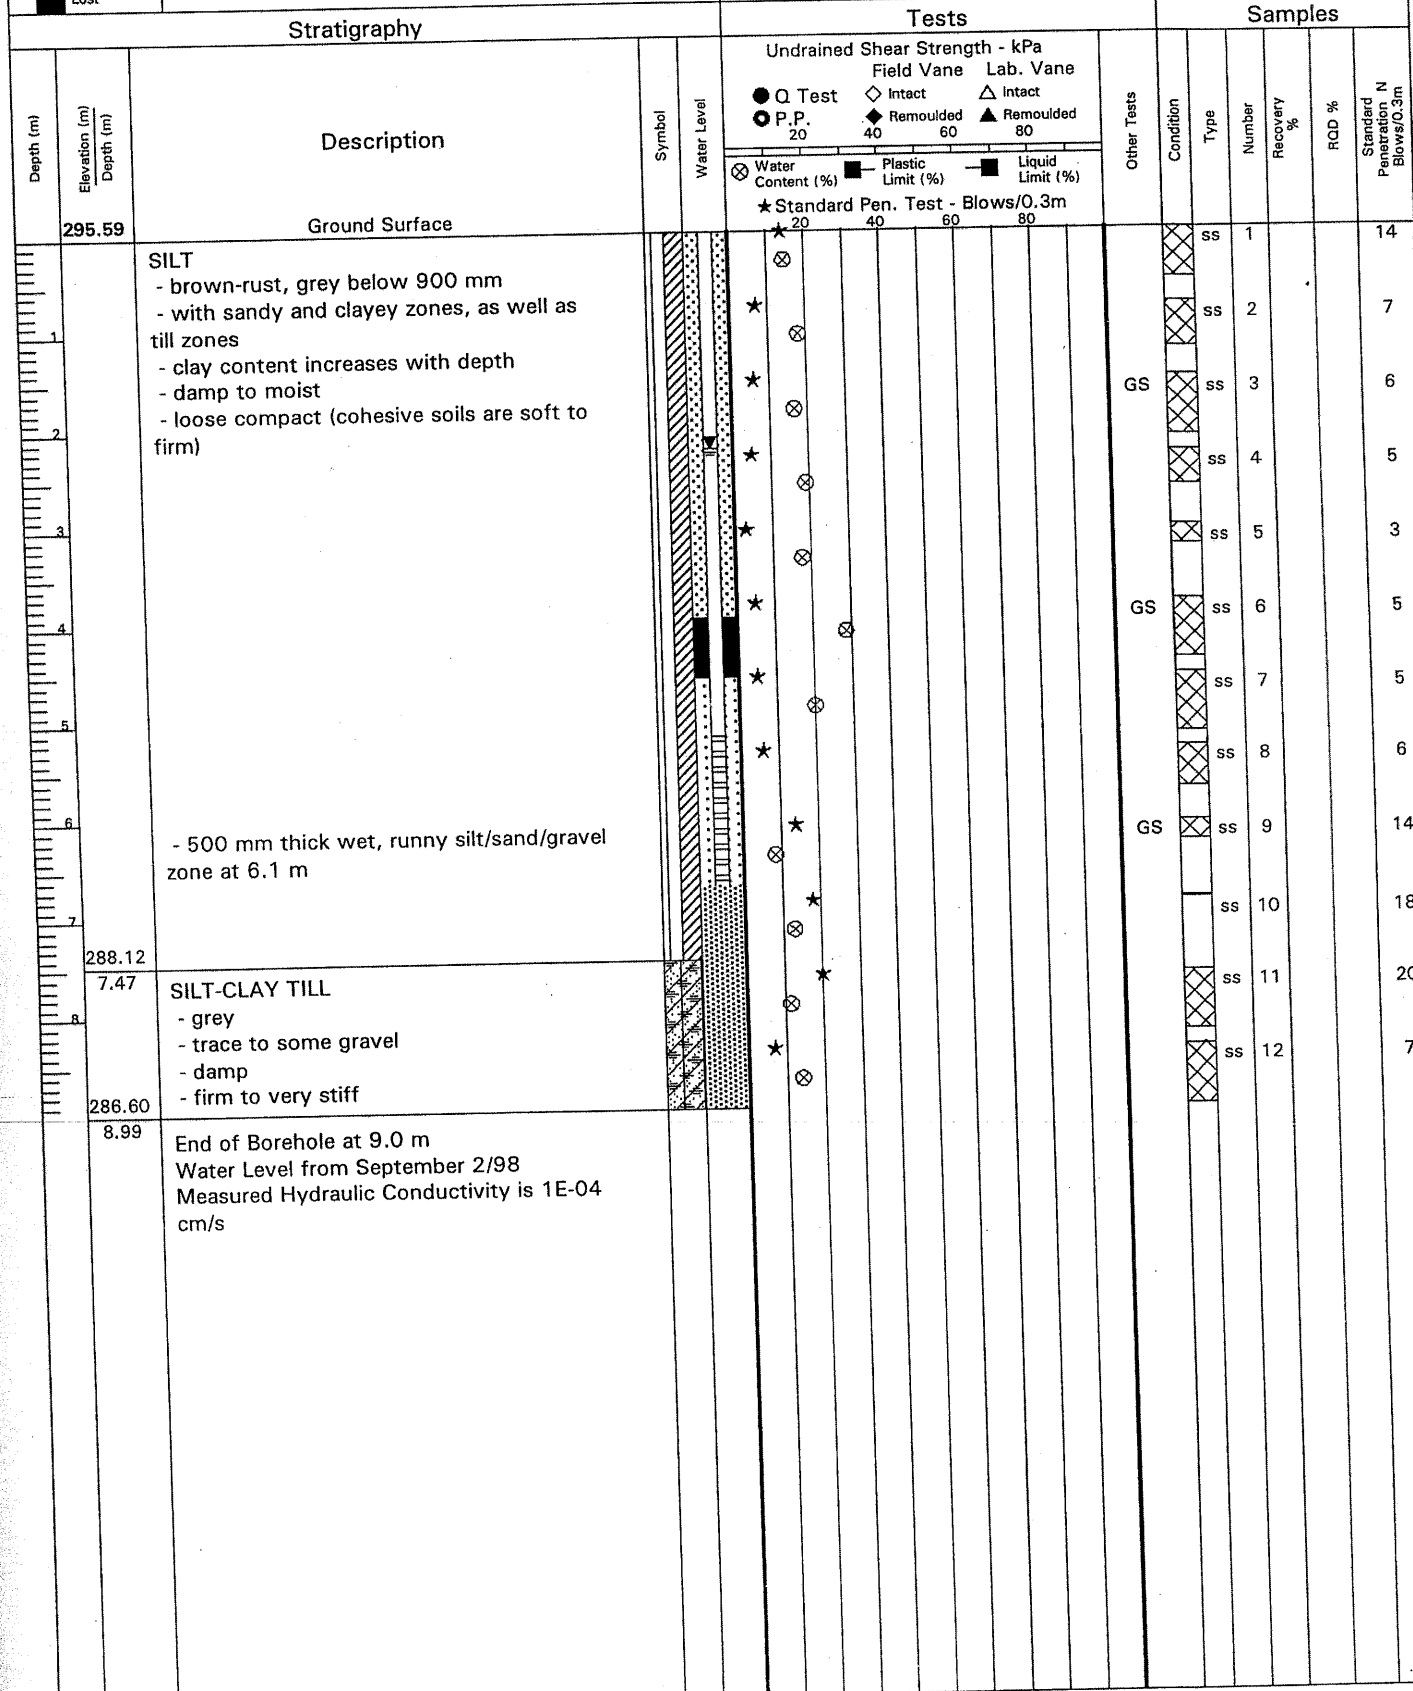 Lost
Stratigraphy
Tests
Samples
Depth (m)
Elevation (m)
Depth (m)
Description
Symbol
Water Level
Undrained Shear Strength - kPa
Field Vane Lab. Vane
Q Test Intact Intact
P.P. Remoulded Remoulded
20 40 60 80
Water Content (%)
Plastic Limit (%)
Liquid Limit (%)
★Standard Pen. Test - Blows/0.3m
20 40 60 80
Other Tests
Condition
Type
Number
Recovery %
RQD %
Standard Penetration N Blows/0.3m
295.59 Ground Surface
SILT
- brown-rust, grey below 900 mm
- with sandy and clayey zones, as well as
till zones
- clay content increases with depth
- damp to moist
- loose compact (cohesive soils are soft to
firm)
- 500 mm thick wet, runny silt/sand/gravel
zone at 6.1 m
288.12
7.47
SILT-CLAY TILL
- grey
- trace to some gravel
- damp
- firm to very stiff
286.60
8.99
End of Borehole at 9.0 m
Water Level from September 2/98
Measured Hydraulic Conductivity is 1E-04
cm/s
1
2
3
4
5
6
7
8
ss 1 14
ss 2 7
GS ss 3 6
ss 4 5
ss 5 3
GS ss 6 5
ss 7 5
ss 8 6
GS ss 9 14
ss 10 18
ss 11 20
ss 12 7